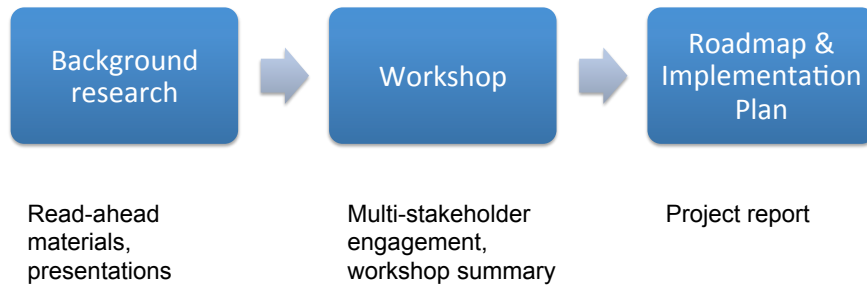 Background
research
Workshop
Roadmap &
Implementation
Plan
Read-ahead
materials,
presentations
Multi-stakeholder
engagement,
workshop summary
Project report